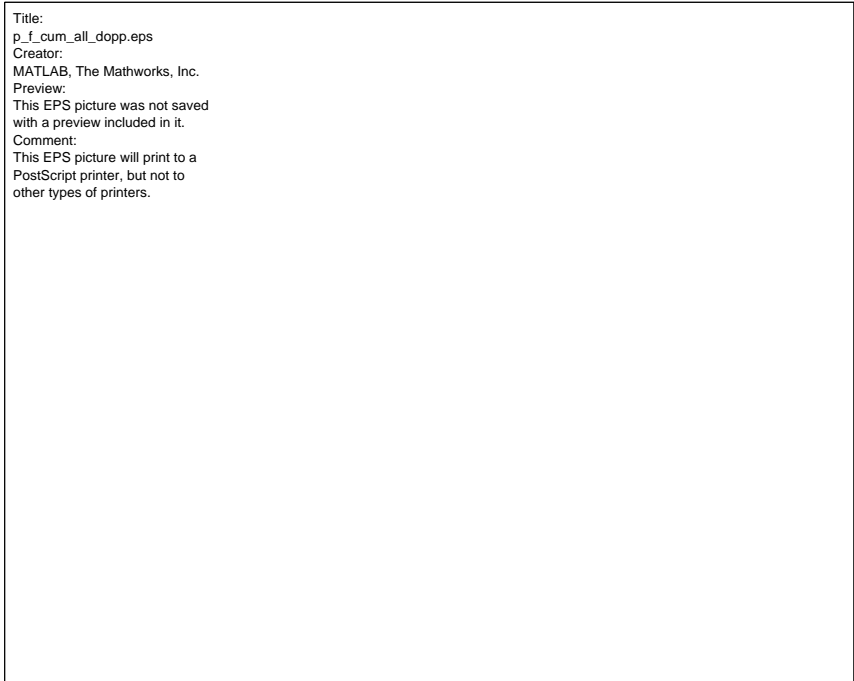 Title:
p_f_cum_all_dopp.eps
Creator:
MATLAB, The Mathworks, Inc.
Preview:
This EPS picture was not saved
with a preview included in it.
Comment:
This EPS picture will print to a
PostScript printer, but not to
other types of printers.